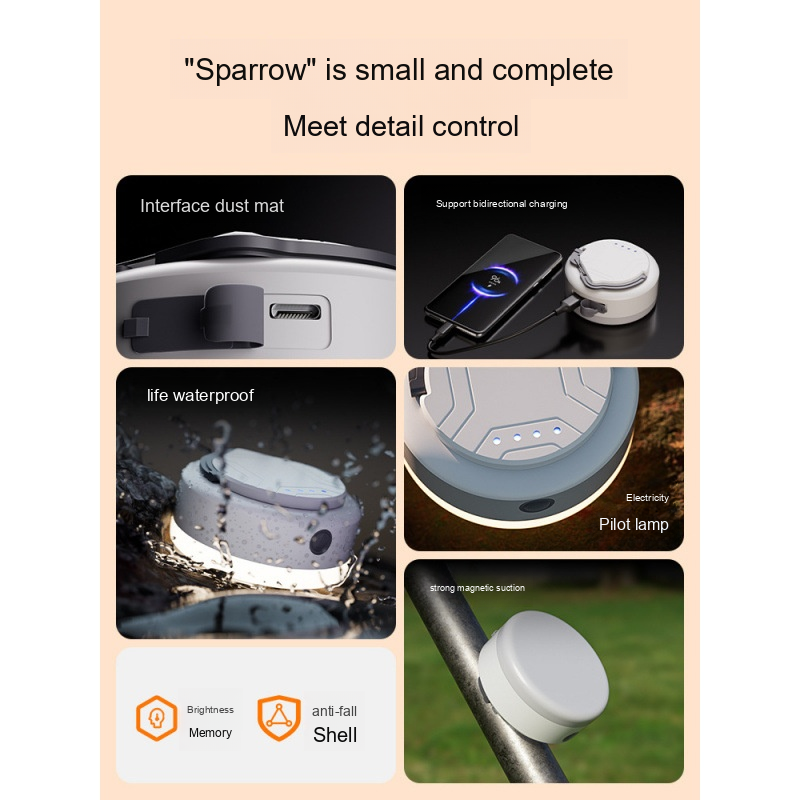 "Sparrow" is small and complete
Meet detail control
Interface dust mat
Support bidirectional charging
life waterproof
Electricity
Pilot lamp
strong magnetic suction
Brightness
Memory
anti-fall
Shell